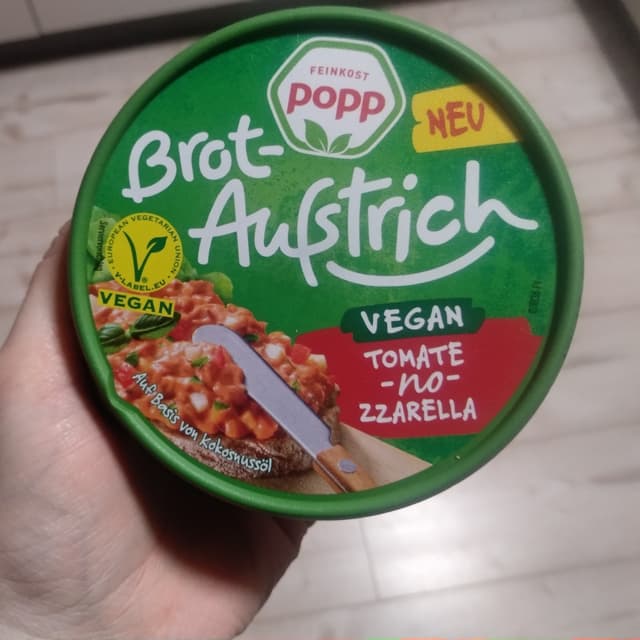 FEINKOST
popp
NEU
Brot-
Aufstrich
EUROPEAN VEGETARIAN UNION
V-LABEL.EU
VEGAN
VEGAN
TOMATE
-no-
ZZARELLA
Auf Basis von Kokosnussöl